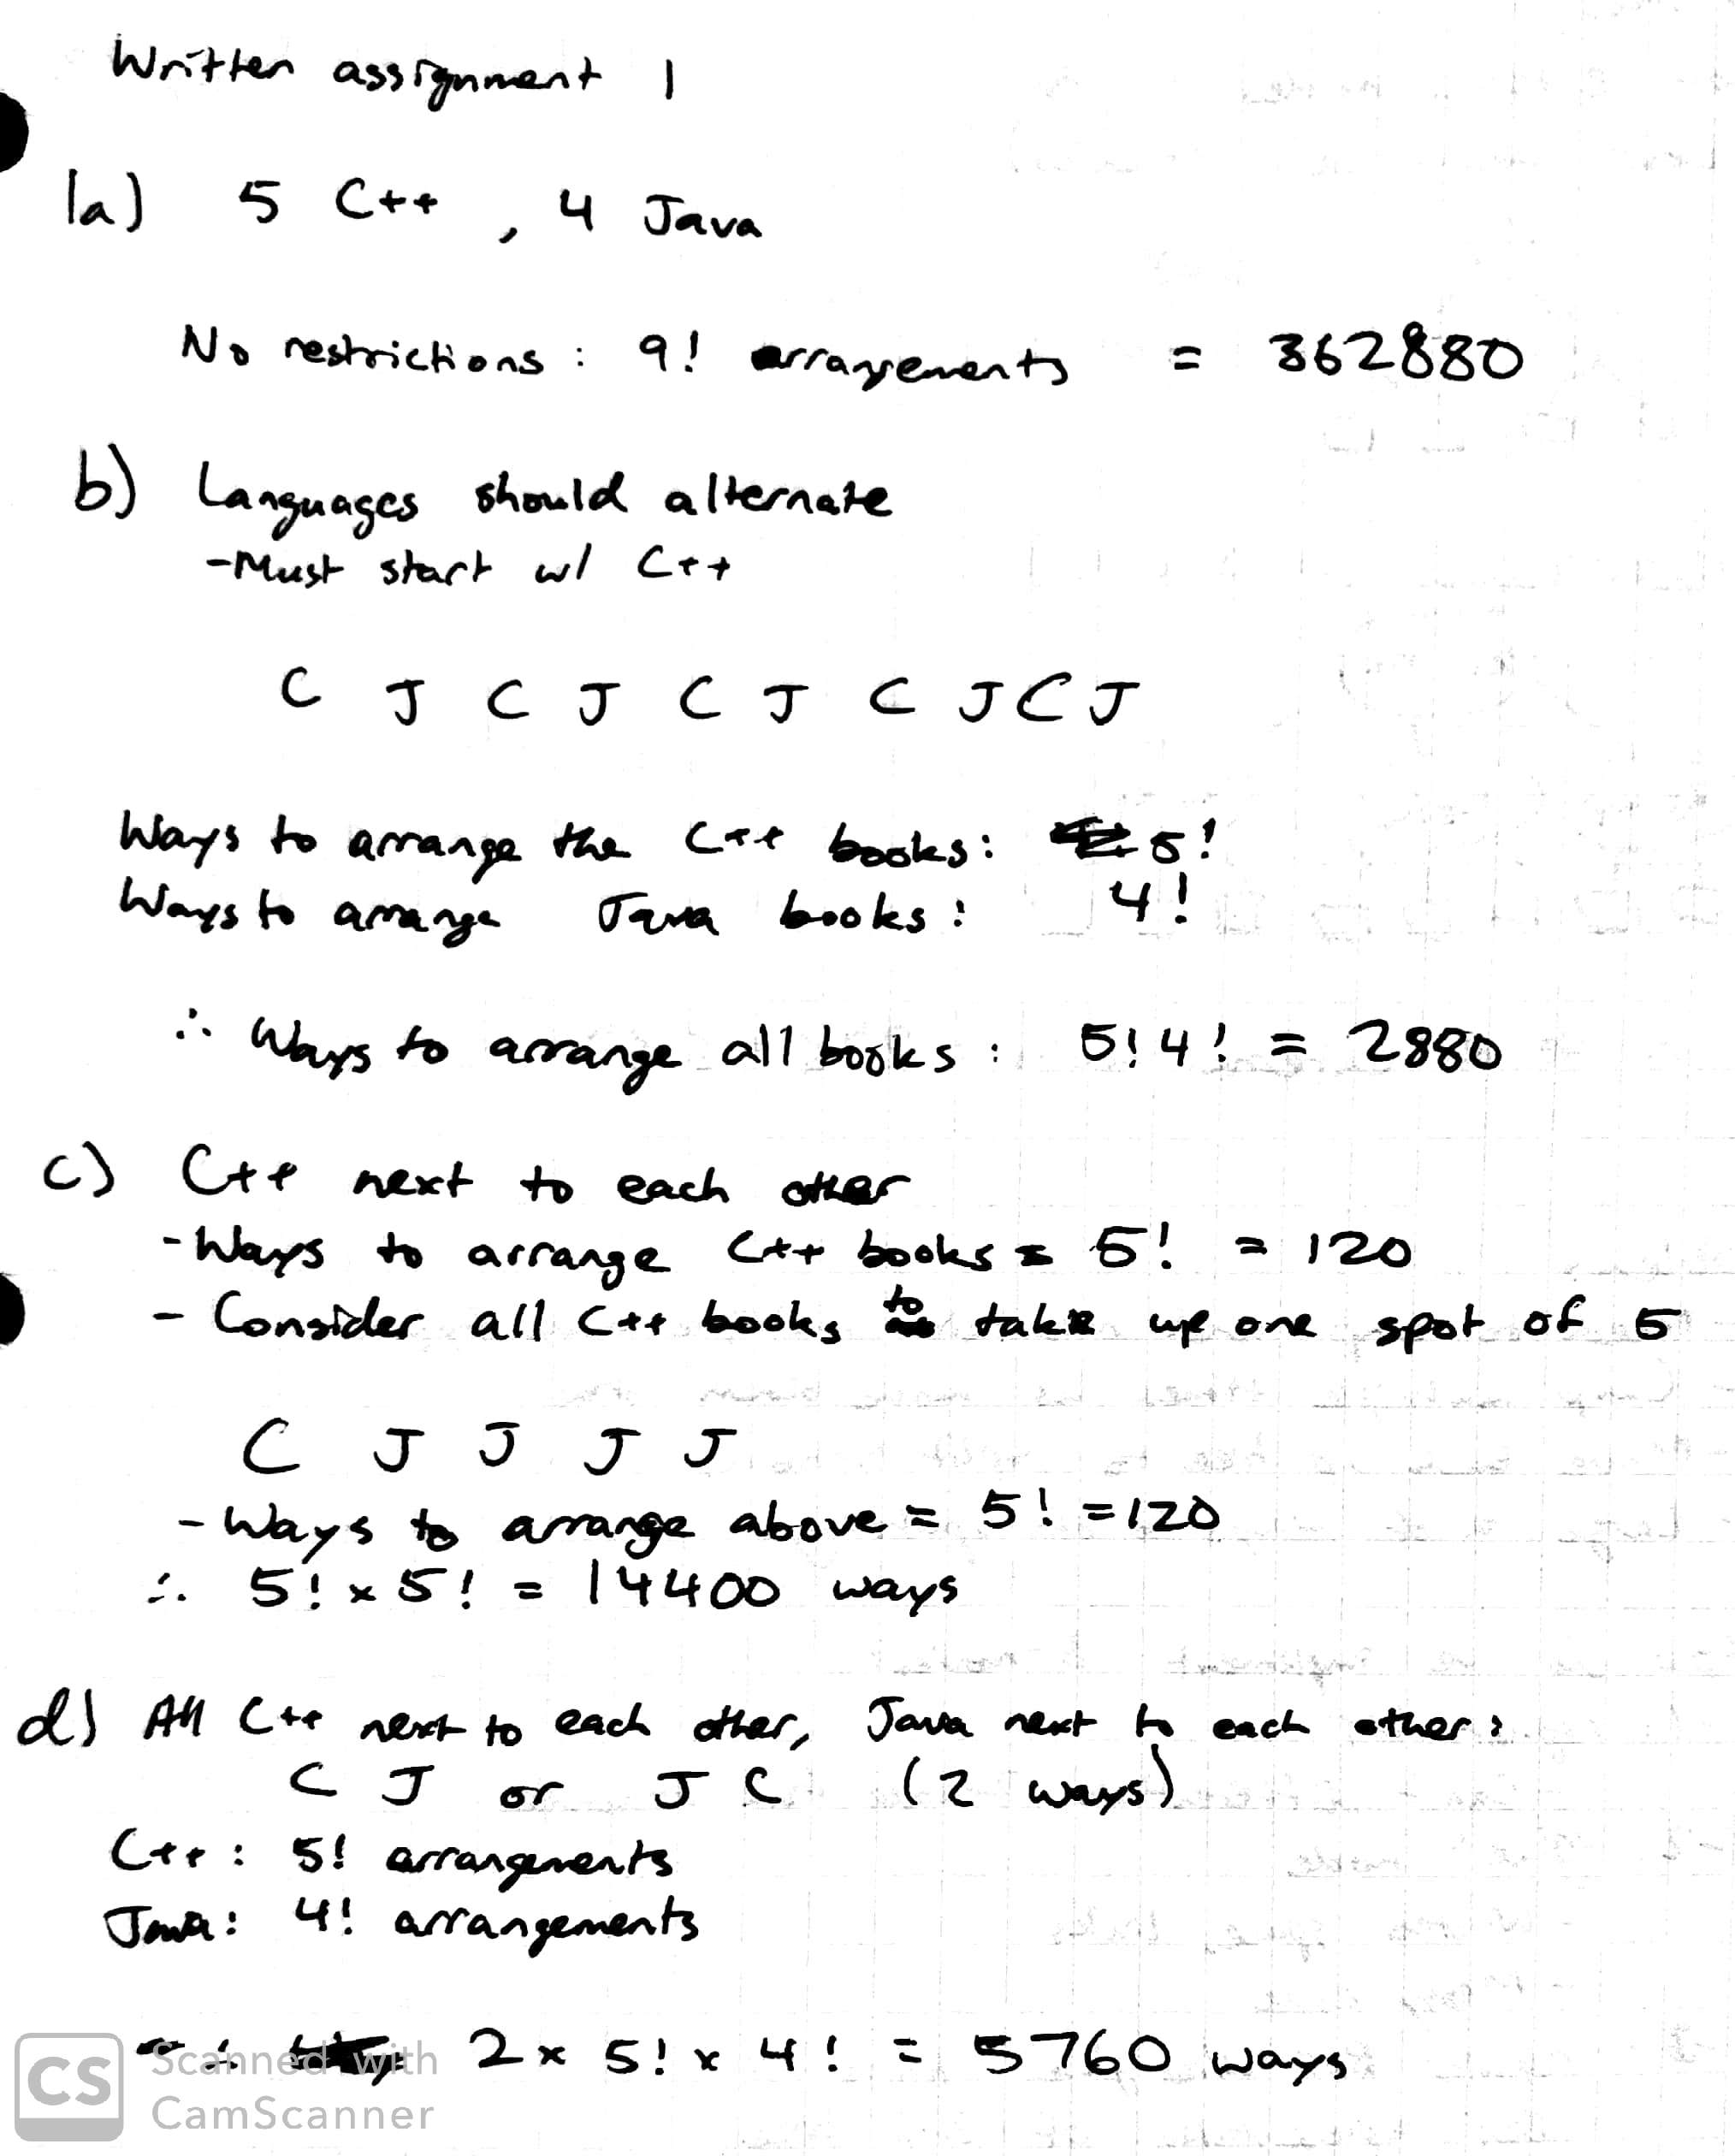 Written assignment 1
1a) 5 C++ , 4 Java
No restrictions : 9! arrangements = 362880
b) Languages should alternate
-Must start w/ C++
C J C J C J C J C J
Ways to arrange the C++ books: 5!
Ways to arrange Java books: 4!
∴ Ways to arrange all books : 5! 4! = 2880
c) C++ next to each other
- Ways to arrange C++ books = 5! = 120
- Consider all C++ books to take up one spot of 5
C J J J J
- Ways to arrange above = 5! = 120
∴ 5! x 5! = 14400 ways
d) All C++ next to each other, Java next to each other:
C J or J C (2 ways)
C++ : 5! arrangements
Java: 4! arrangements
∴ 2 x 5! x 4! = 5760 ways
CS Scanned with
CamScanner